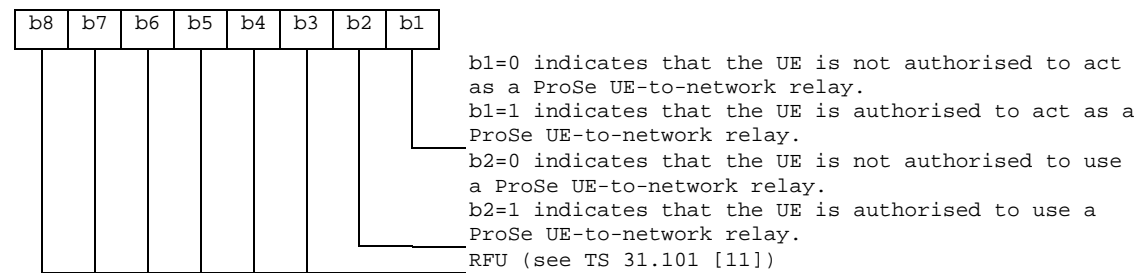 b8 b7 b6 b5 b4 b3 b2 b1
b1=0 indicates that the UE is not authorised to act
as a ProSe UE-to-network relay.
b1=1 indicates that the UE is authorised to act as a
ProSe UE-to-network relay.
b2=0 indicates that the UE is not authorised to use
a ProSe UE-to-network relay.
b2=1 indicates that the UE is authorised to use a
ProSe UE-to-network relay.
RFU (see TS 31.101 [11])